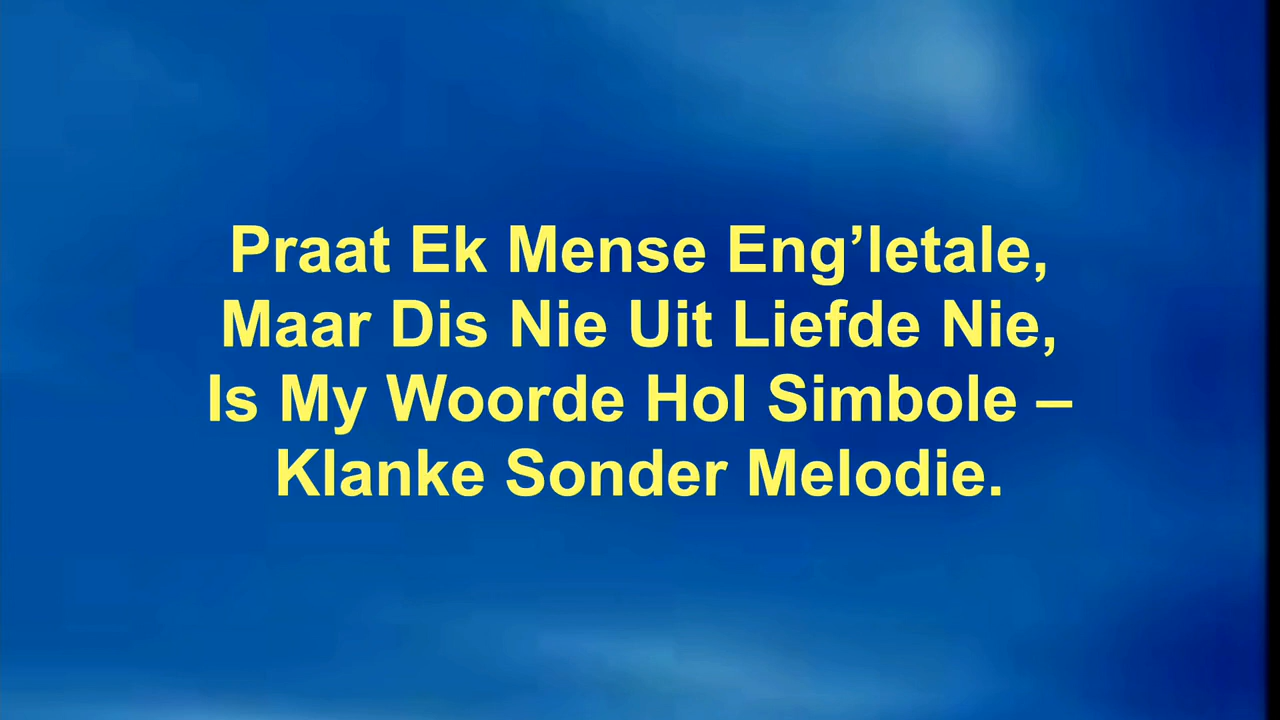 Praat Ek Mense Eng’letale,
Maar Dis Nie Uit Liefde Nie,
Is My Woorde Hol Simbole –
Klanke Sonder Melodie.